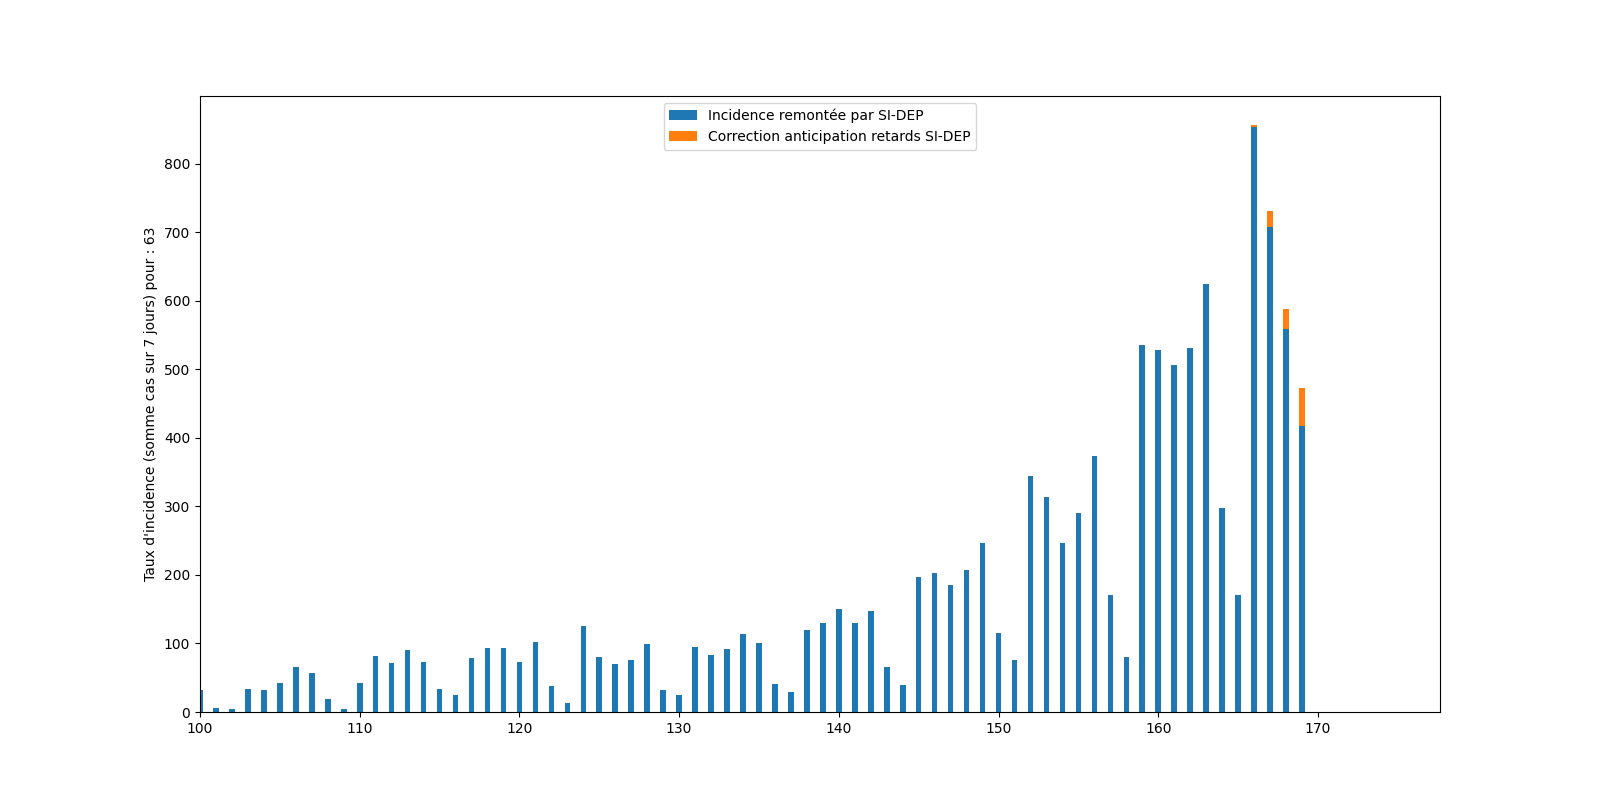 Incidence remontée par SI-DEP
Correction anticipation retards SI-DEP
Taux d'incidence (somme cas sur 7 jours) pour : 63
800
700
600
500
400
300
200
100
0
100 110 120 130 140 150 160 170